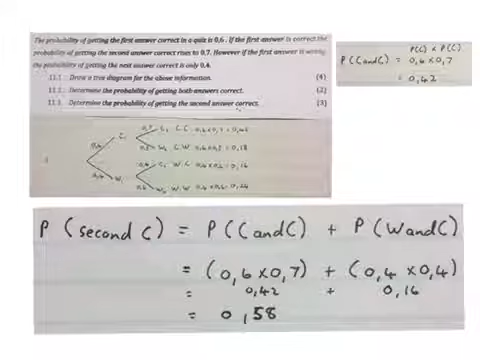 The probability of getting the first answer correct in a quiz is 0,6. If the first answer is correct the
probability of getting the second answer correct rises to 0,7. However if the first answer is wrong,
the probability of getting the next answer correct is only 0,4.
11.1 Draw a tree diagram for the above information. (4)
11.2 Determine the probability of getting both answers correct. (2)
11.3 Determine the probability of getting the second answer correct. (3)
P(C) x P(C)
P(C and C) = 0,6 x 0,7
= 0,42
0,6 C
0,7 C C.C 0,6 x 0,7 = 0,42
0,3 W C.W 0,6 x 0,3 = 0,18
0,4 W
0,4 C W.C 0,4 x 0,4 = 0,16
0,6 W W.W 0,4 x 0,6 = 0,24
P (second C) = P(C and C) + P(W and C)
= (0,6 x 0,7) + (0,4 x 0,4)
= 0,42 + 0,16
= 0,58